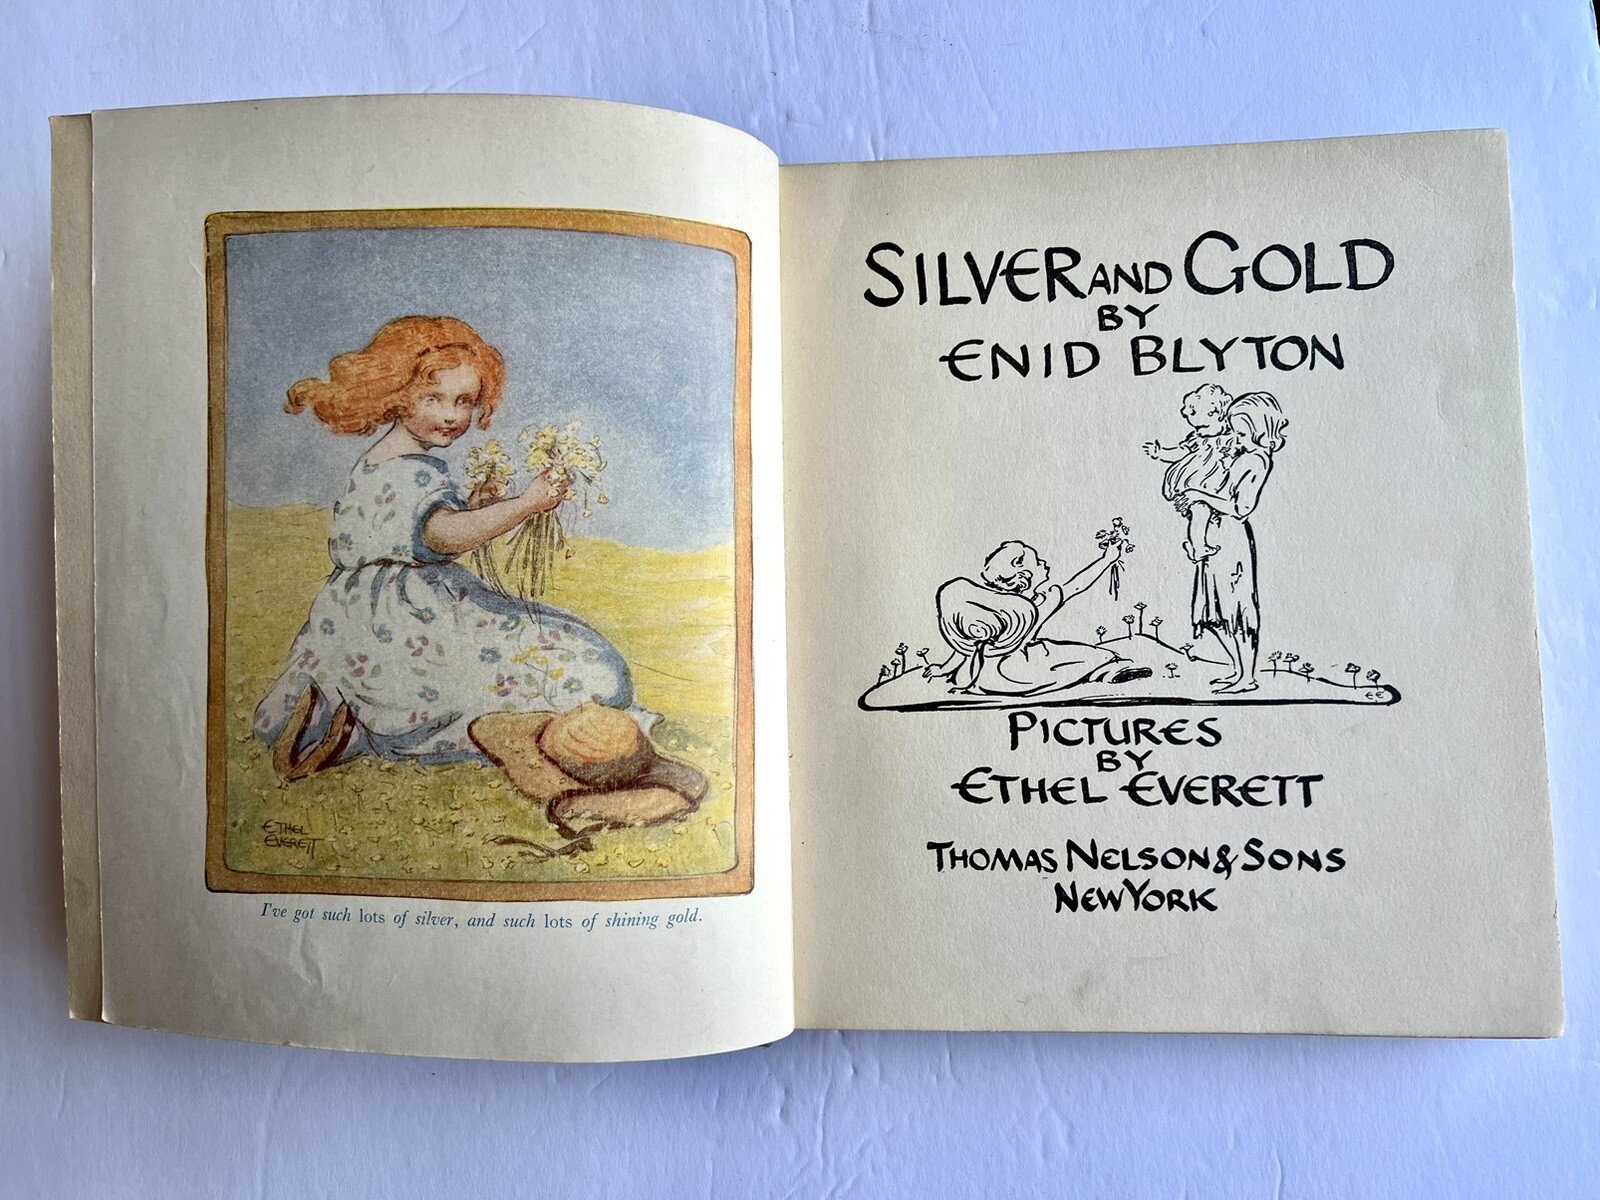 ETHEL
EVERETT
I've got such lots of silver, and such lots of shining gold.
SILVER AND GOLD
BY
ENID BLYTON
EE
PICTURES
BY
ETHEL EVERETT
THOMAS NELSON & SONS
NEW YORK